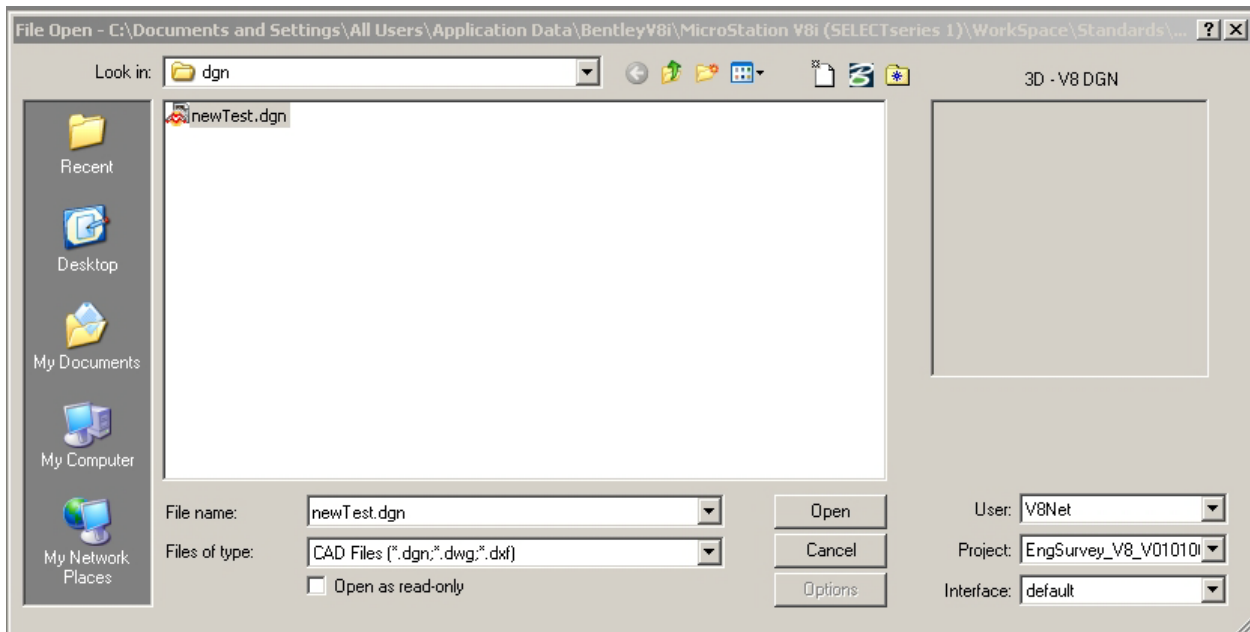 File Open - C:\Documents and Settings\All Users\Application Data\BentleyV8i\MicroStation V8i (SELECTseries 1)\WorkSpace\Standards\...
Look in:
dgn
3D - V8 DGN
newTest.dgn
Recent
Desktop
My Documents
My Computer
My Network
Places
File name:
newTest.dgn
Open
User:
V8Net
Files of type:
CAD Files (*.dgn;*.dwg;*.dxf)
Cancel
Project:
EngSurvey_V8_V01010
Open as read-only
Options
Interface:
default